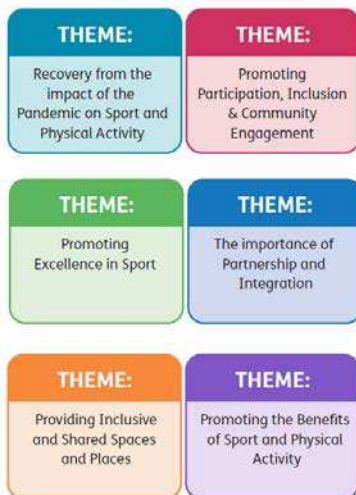 THEME:
Recovery from the
impact of the
Pandemic on Sport and
Physical Activity
THEME:
Promoting
Participation, Inclusion
& Community
Engagement
THEME:
Promoting
Excellence in Sport
THEME:
The importance of
Partnership and
Integration
THEME:
Providing Inclusive
and Shared Spaces
and Places
THEME:
Promoting the Benefits
of Sport and Physical
Activity